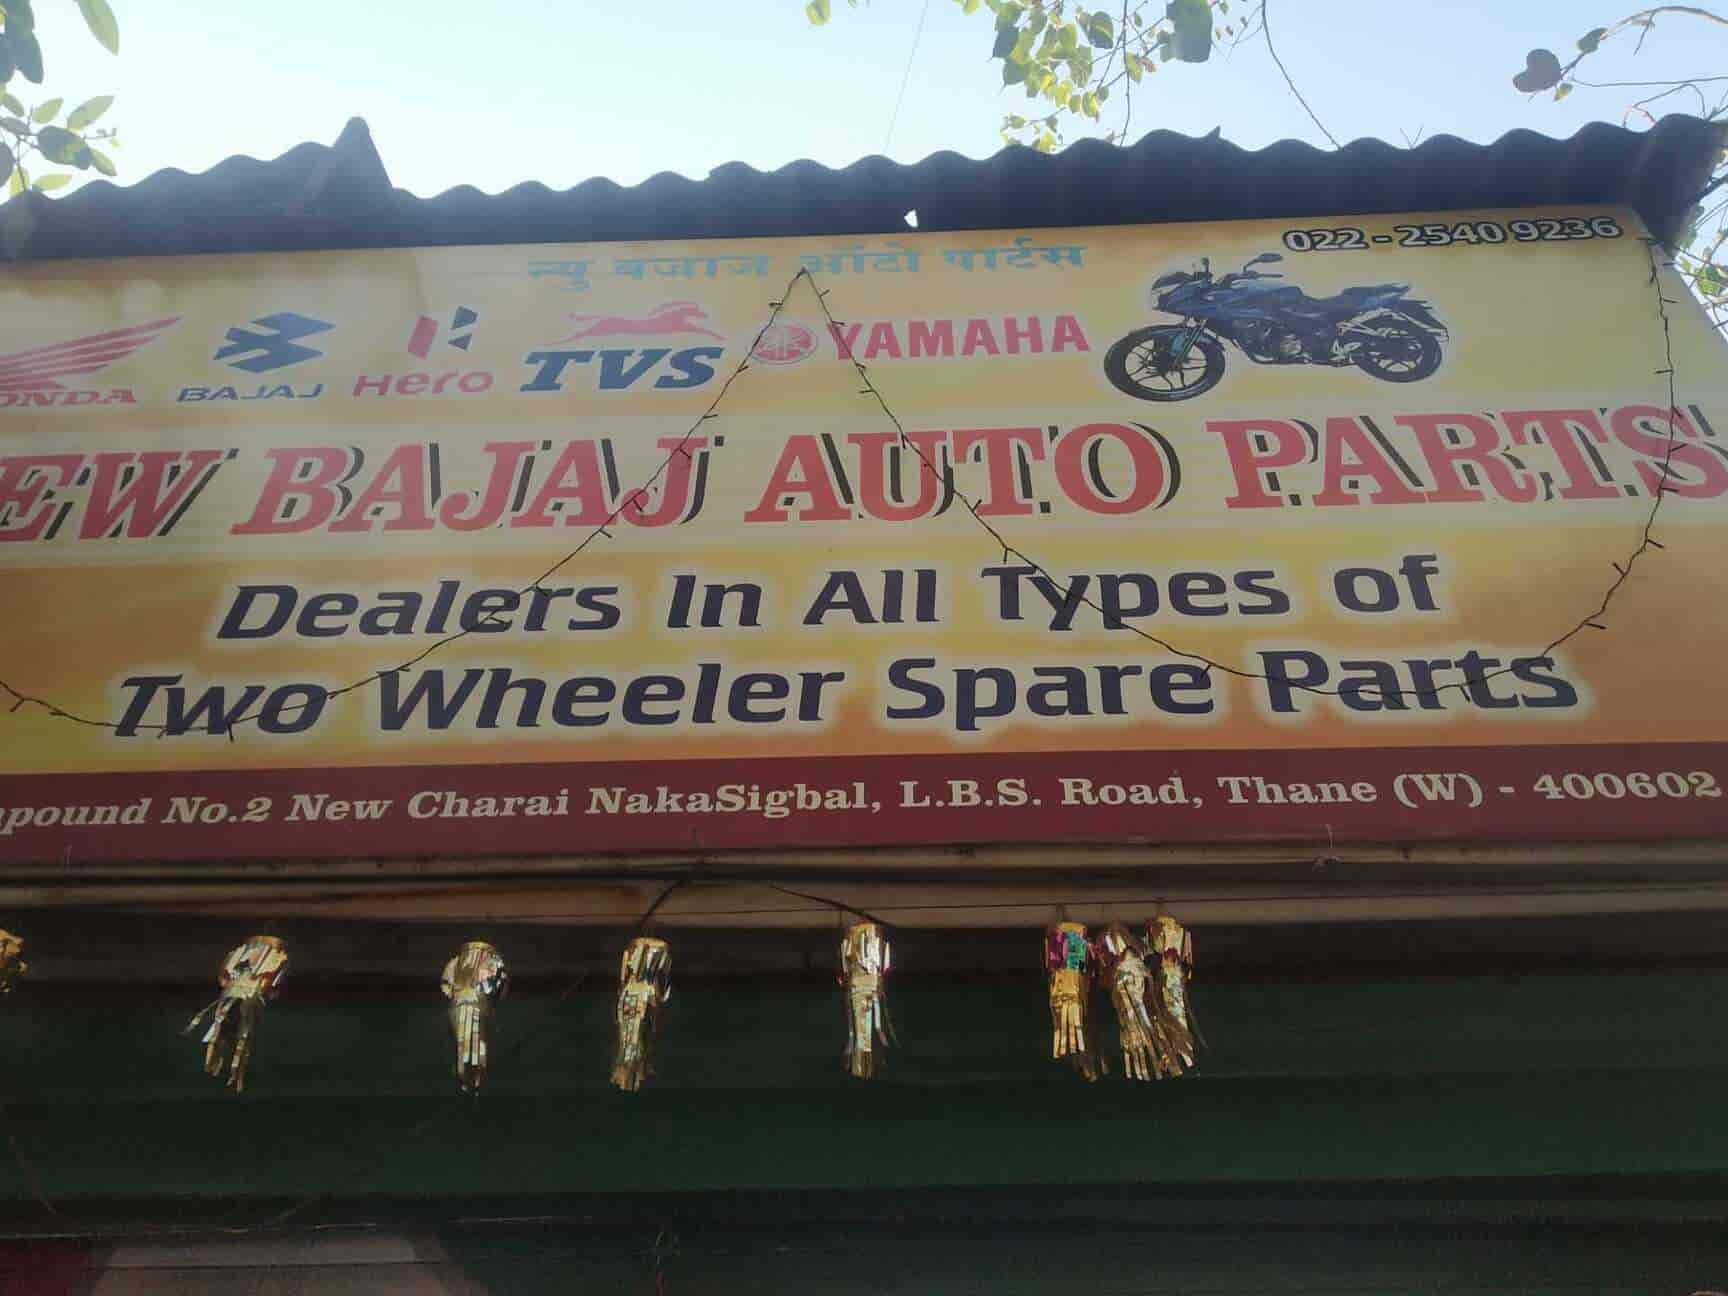 022 - 2540 9236
न्यु बजाज ऑटो पार्टस
ONDA BAJAJ Hero TVS YAMAHA
EW BAJAJ AUTO PARTS
Dealers In All Types of
Two Wheeler Spare Parts
pound No.2 New Charai NakaSigbal, L.B.S. Road, Thane (W) - 400602